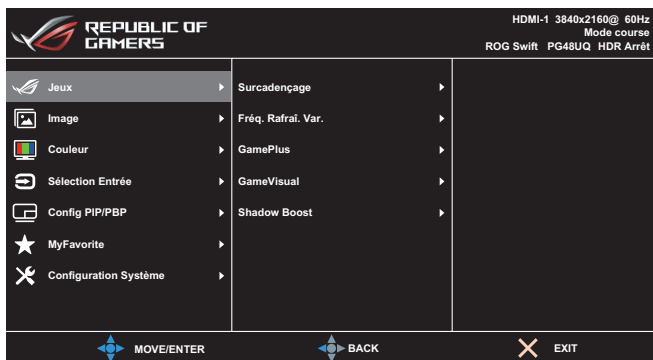 REPUBLIC OF
GAMERS
HDMI-1 3840x2160@ 60Hz
Mode course
ROG Swift PG48UQ HDR Arrêt
Jeux
Image
Couleur
Sélection Entrée
Config PIP/PBP
MyFavorite
Configuration Système
Surcadençage
Fréq. Rafraî. Var.
GamePlus
GameVisual
Shadow Boost
MOVE/ENTER
BACK
EXIT